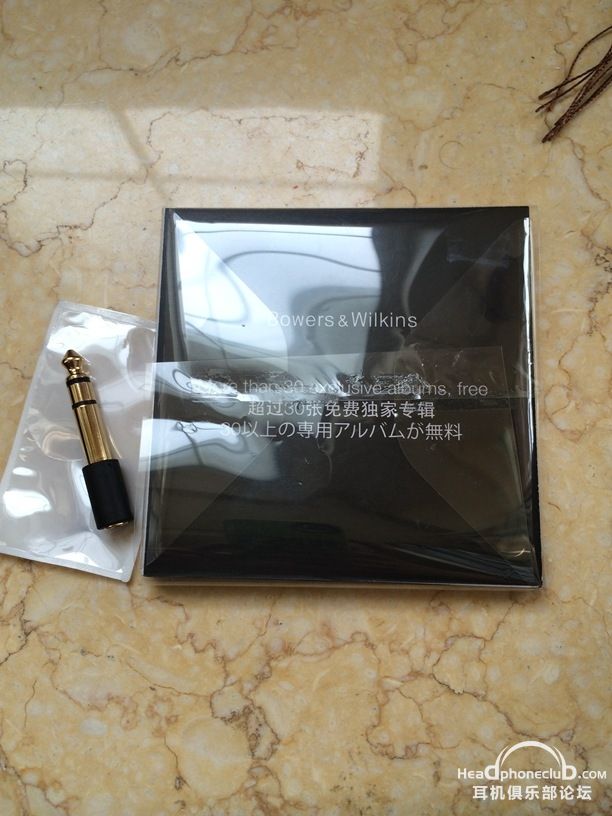 Bowers & Wilkins
More than 30 exclusive albums, free
超过30张免费独家专辑
30以上の専用アルバムが無料
Headphoneclub.com
耳机俱乐部论坛